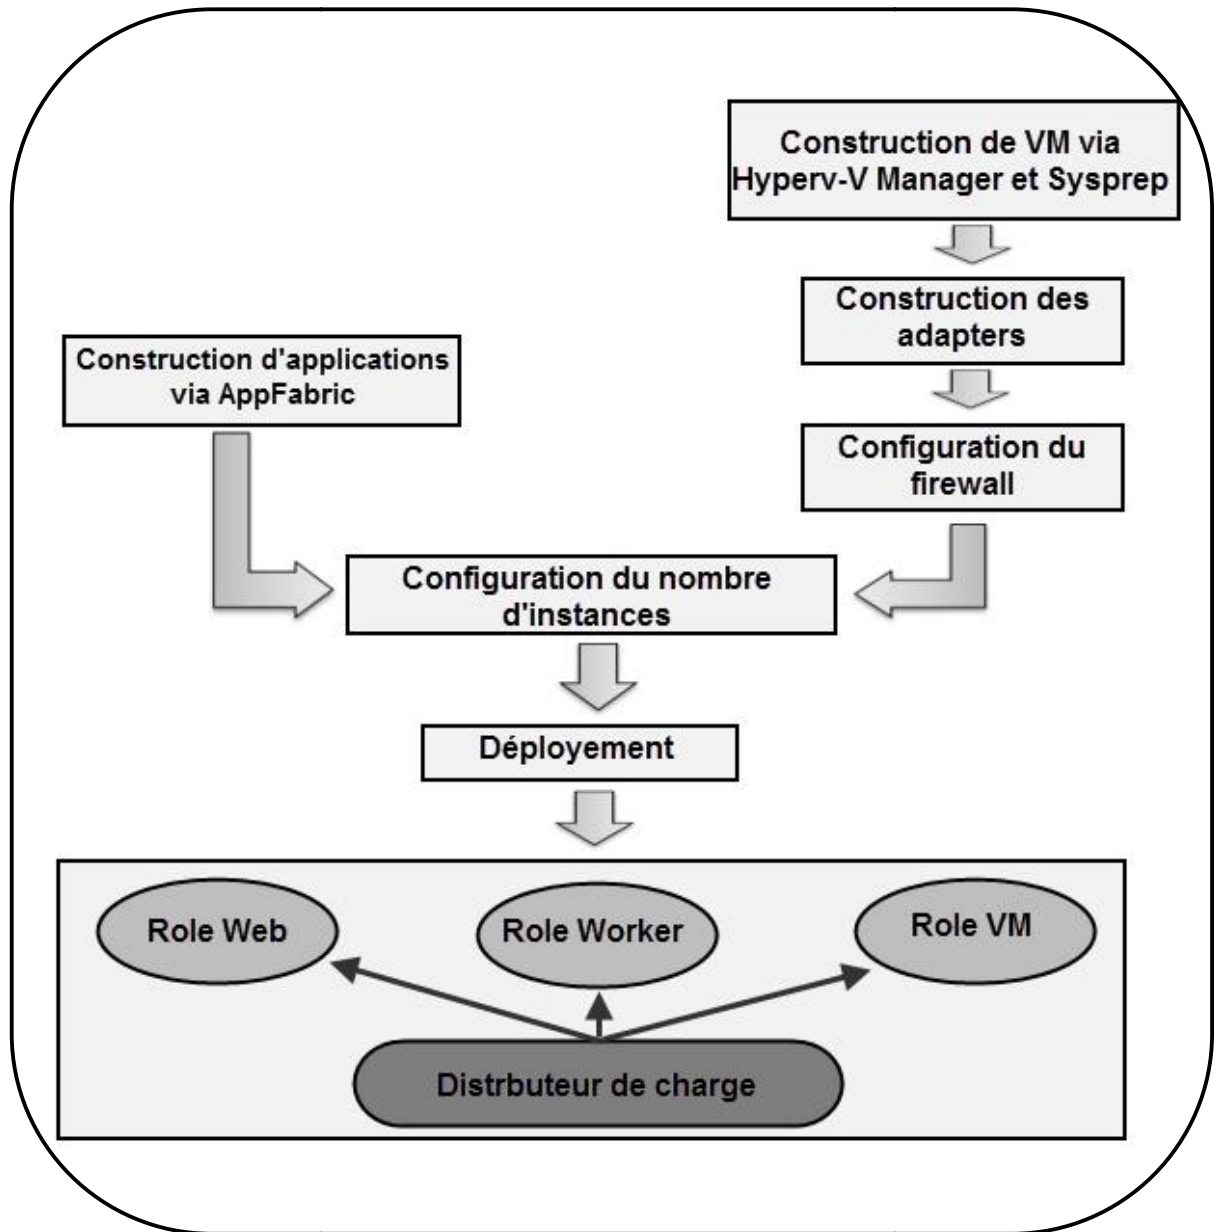 Construction de VM via
Hyperv-V Manager et Sysprep
Construction des
adapters
Construction d'applications
via AppFabric
Configuration du
firewall
Configuration du nombre
d'instances
Déployement
Role Web
Role Worker
Role VM
Distrbuteur de charge